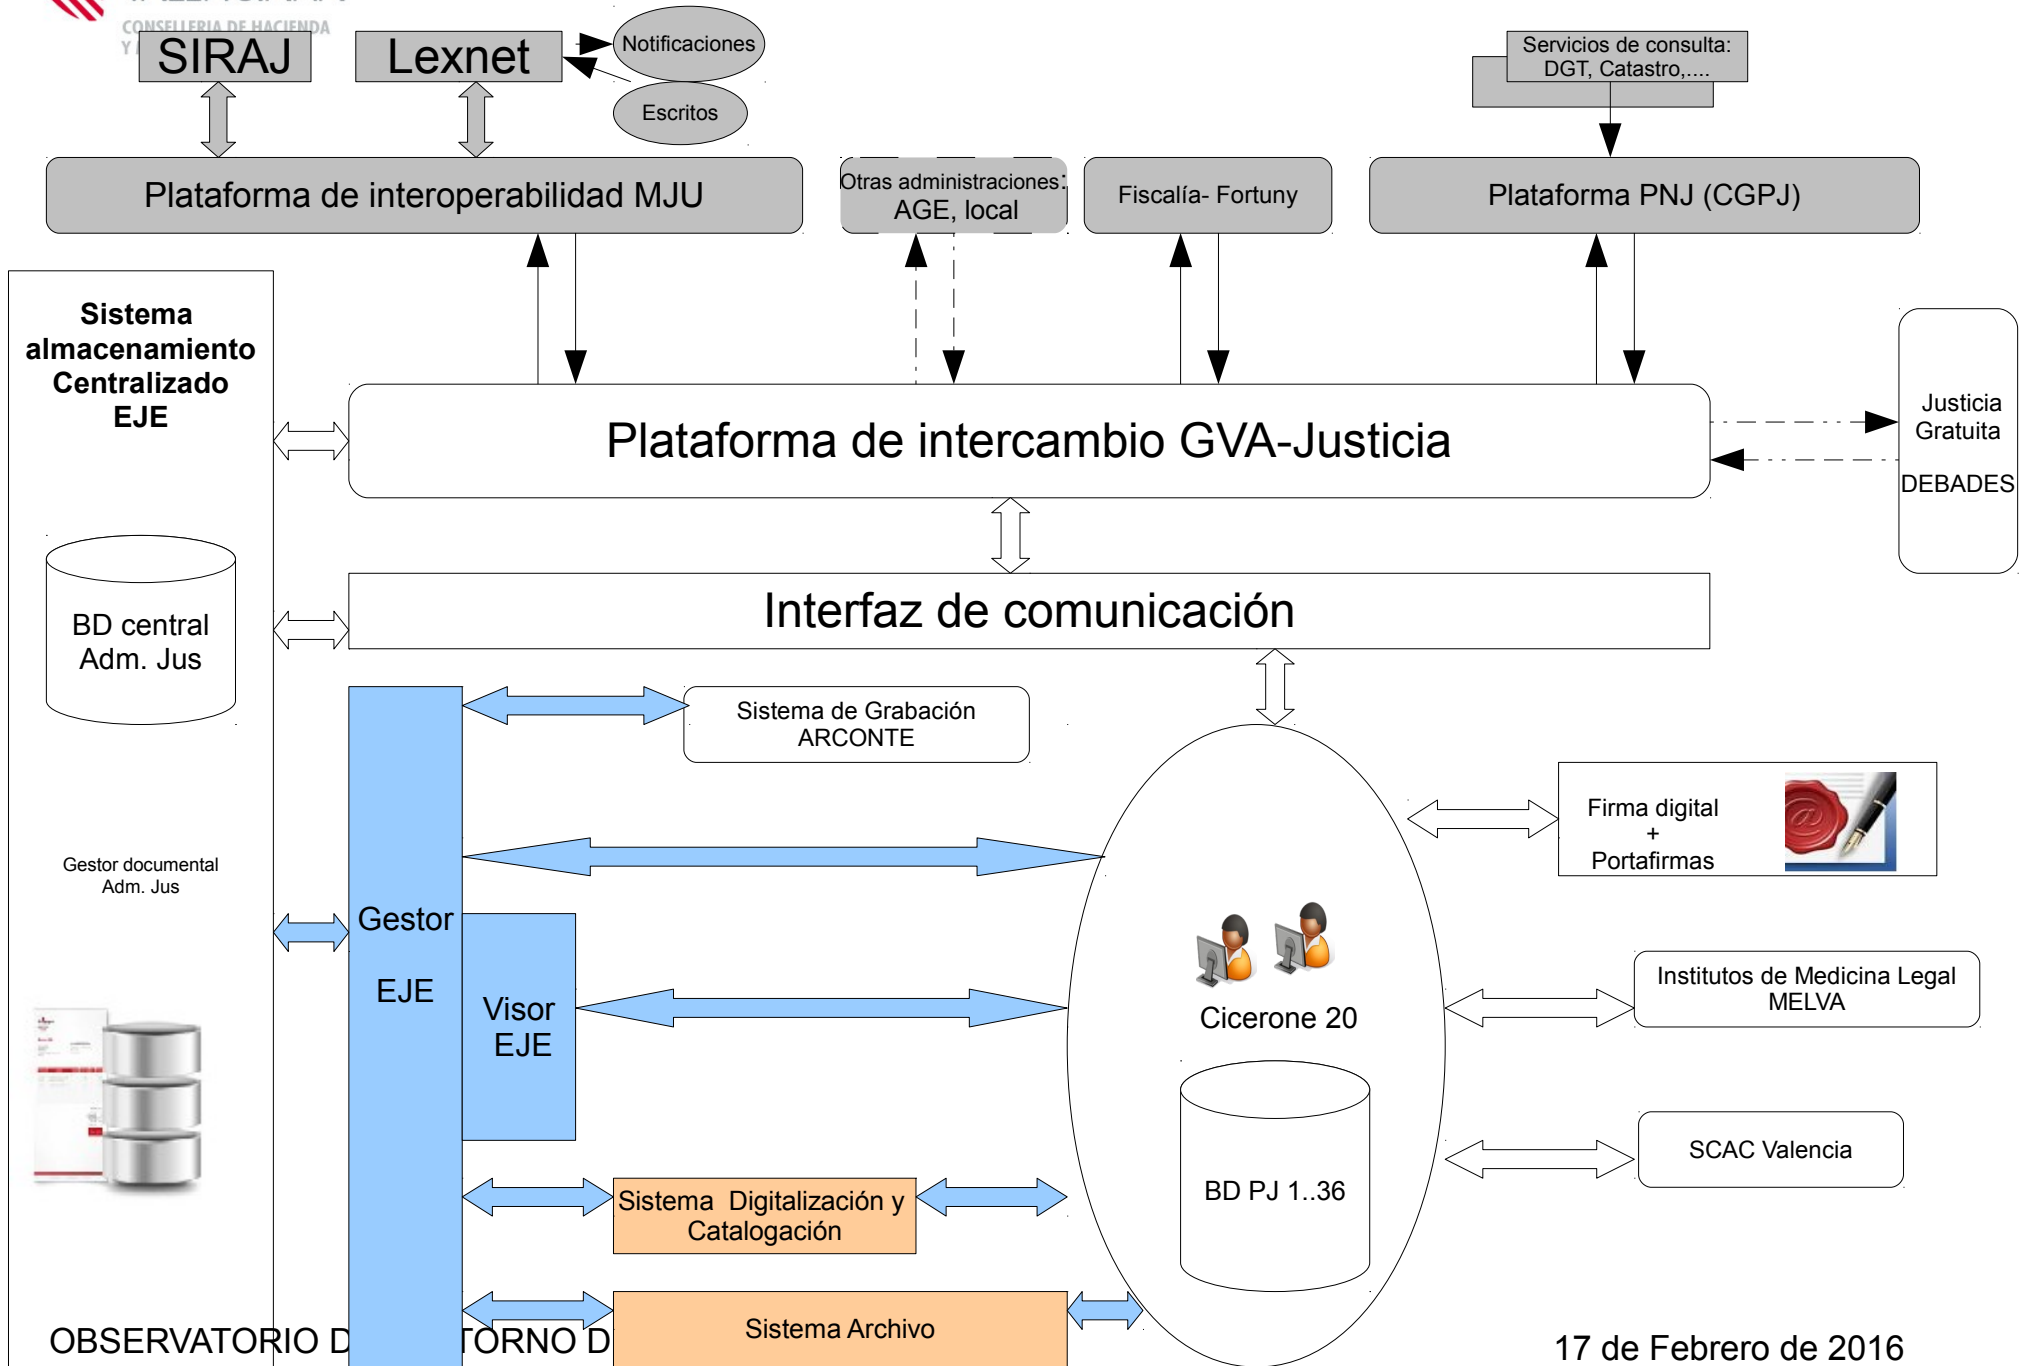 CONSELLERIA DE HACIENDA
Y
SIRAJ
Lexnet
Notificaciones
Escritos
Servicios de consulta:
DGT, Catastro,....
Plataforma de interoperabilidad MJU
Otras administraciones:
AGE, local
Fiscalía- Fortuny
Plataforma PNJ (CGPJ)
Sistema
almacenamiento
Centralizado
EJE
Plataforma de intercambio GVA-Justicia
Justicia
Gratuita
DEBADES
Interfaz de comunicación
BD central
Adm. Jus
Sistema de Grabación
ARCONTE
Firma digital
+
Portafirmas
Gestor documental
Adm. Jus
Gestor
EJE
Visor
EJE
Cicerone 20
Institutos de Medicina Legal
MELVA
BD PJ 1..36
SCAC Valencia
Sistema Digitalización y
Catalogación
Sistema Archivo
OBSERVATORIO D TORNO D
17 de Febrero de 2016